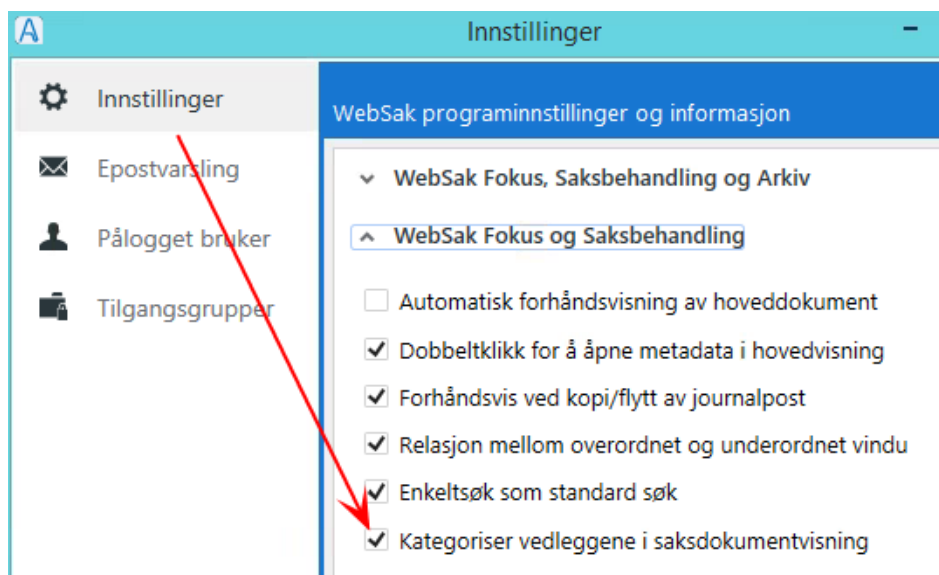 Innstillinger
Innstillinger
WebSak programinnstillinger og informasjon
Epostvarsling
WebSak Fokus, Saksbehandling og Arkiv
Pålogget bruker
WebSak Fokus og Saksbehandling
Tilgangsgrupper
Automatisk forhåndsvisning av hoveddokument
Dobbeltklikk for å åpne metadata i hovedvisning
Forhåndsvis ved kopi/flytt av journalpost
Relasjon mellom overordnet og underordnet vindu
Enkeltsøk som standard søk
Kategoriser vedleggene i saksdokumentvisning